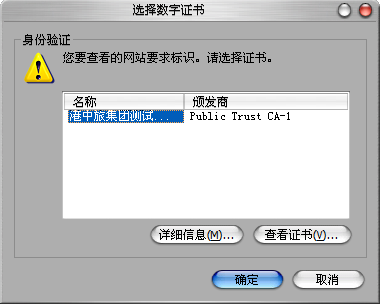 选择数字证书
身份验证
您要查看的网站要求标识。请选择证书。
名称 颁发商
港中旅集团测试... Public Trust CA-1
详细信息(M)... 查看证书(V)...
确定 取消